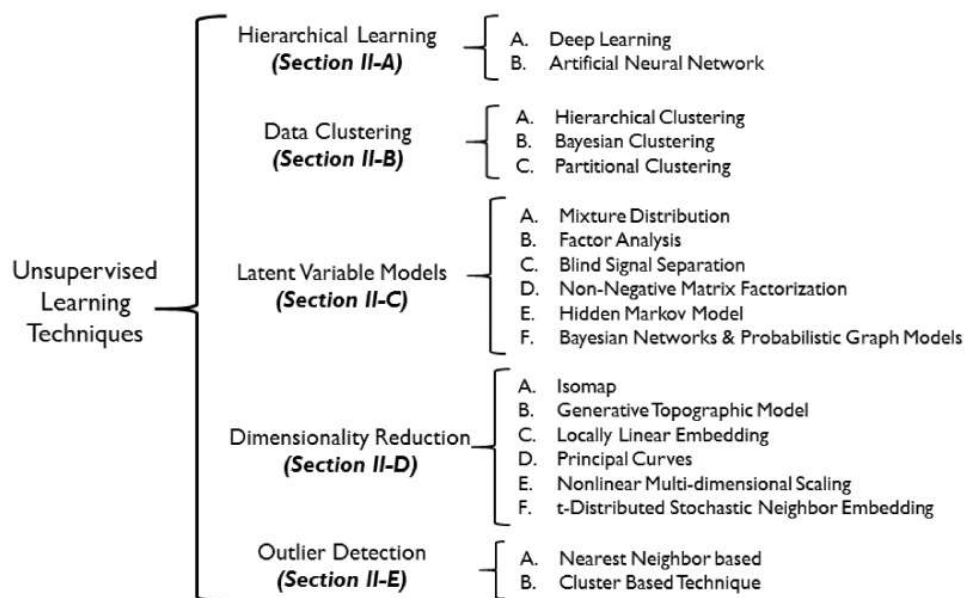 Unsupervised
Learning
Techniques
Hierarchical Learning
(Section II-A)
A. Deep Learning
B. Artificial Neural Network
Data Clustering
(Section II-B)
A. Hierarchical Clustering
B. Bayesian Clustering
C. Partitional Clustering
Latent Variable Models
(Section II-C)
A. Mixture Distribution
B. Factor Analysis
C. Blind Signal Separation
D. Non-Negative Matrix Factorization
E. Hidden Markov Model
F. Bayesian Networks & Probabilistic Graph Models
Dimensionality Reduction
(Section II-D)
A. Isomap
B. Generative Topographic Model
C. Locally Linear Embedding
D. Principal Curves
E. Nonlinear Multi-dimensional Scaling
F. t-Distributed Stochastic Neighbor Embedding
Outlier Detection
(Section II-E)
A. Nearest Neighbor based
B. Cluster Based Technique